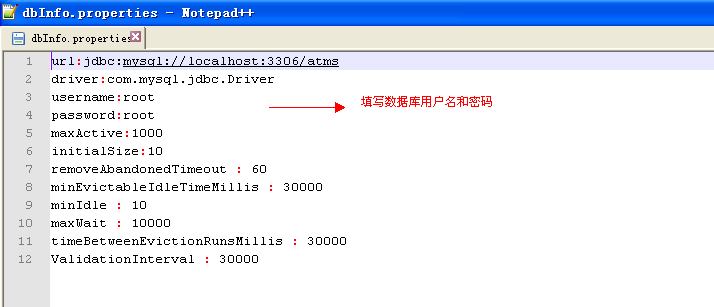 dbInfo.properties - Notepad++
dbInfo.properties
1 url:jdbc:mysql://localhost:3306/atms
2 driver:com.mysql.jdbc.Driver
3 username:root
填写数据库用户名和密码
4 password:root
5 maxActive:1000
6 initialSize:10
7 removeAbandonedTimeout : 60
8 minEvictableIdleTimeMillis : 30000
9 minIdle : 10
10 maxWait : 10000
11 timeBetweenEvictionRunsMillis : 30000
12 ValidationInterval : 30000